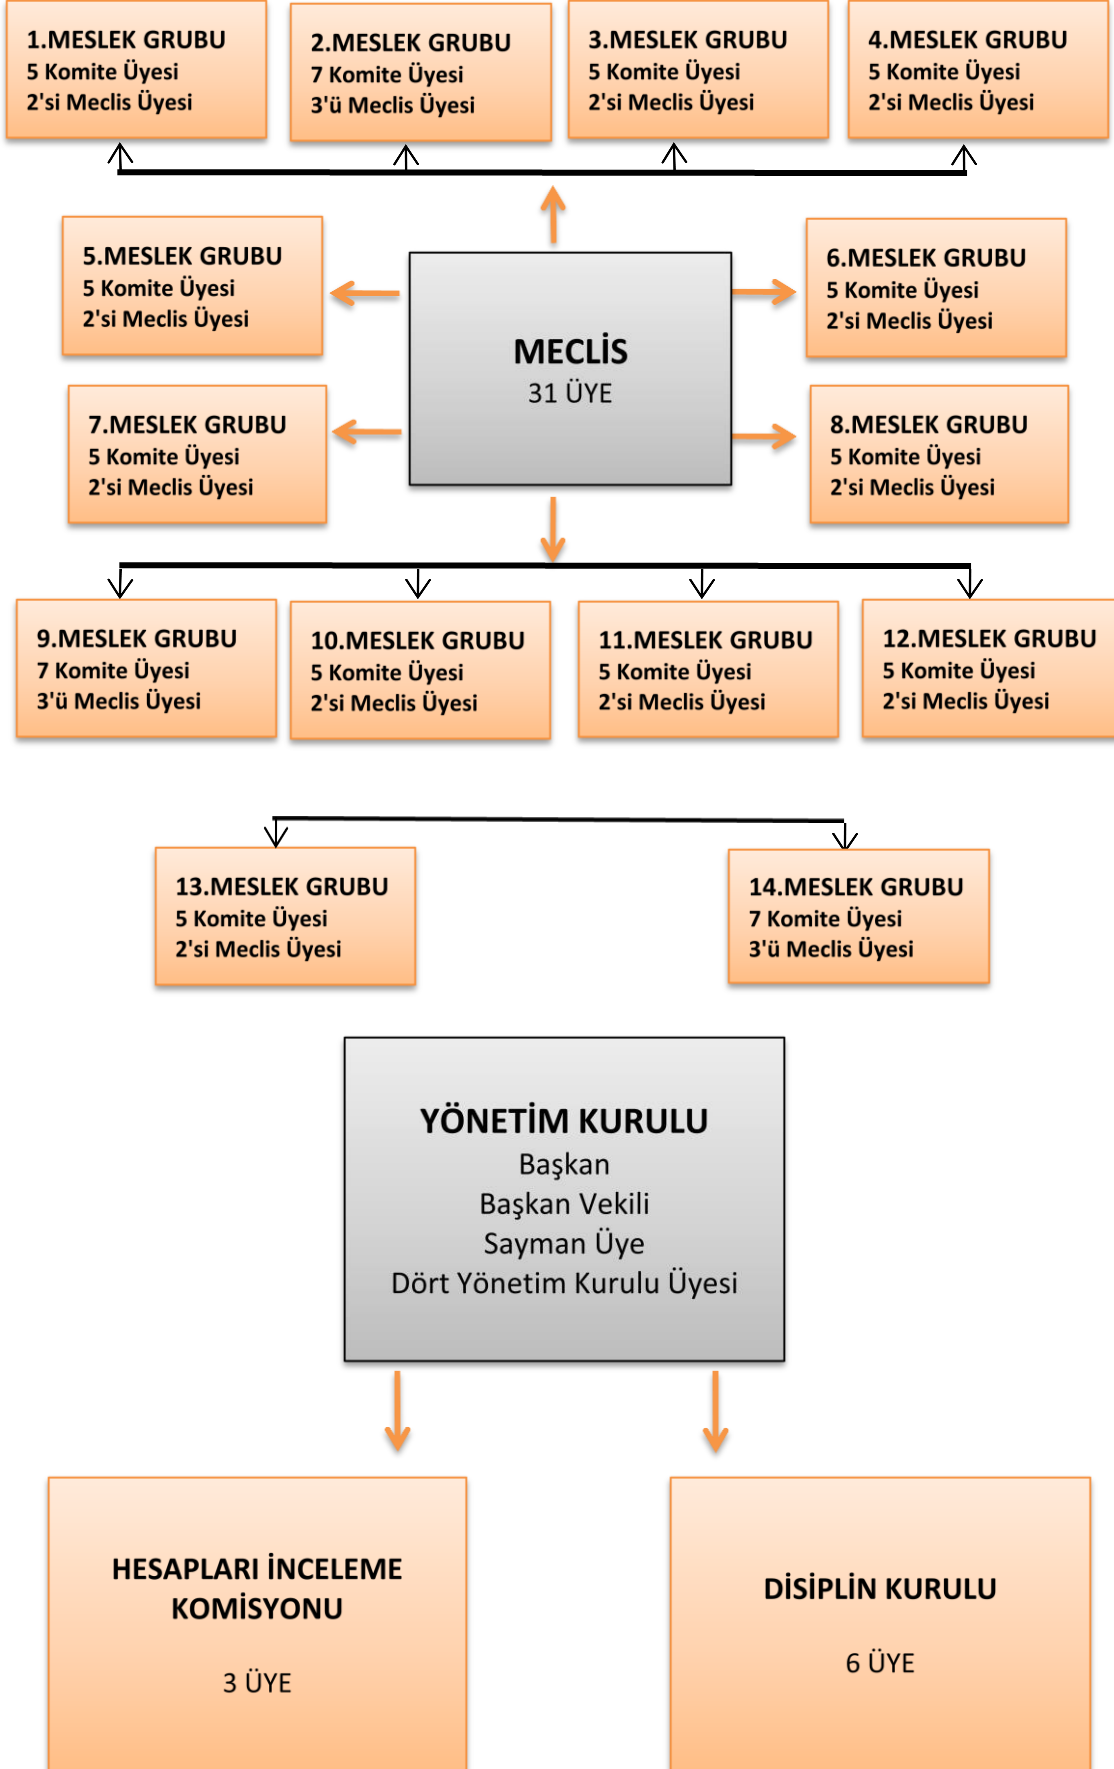 1.MESLEK GRUBU
5 Komite Üyesi
2'si Meclis Üyesi
2.MESLEK GRUBU
7 Komite Üyesi
3'ü Meclis Üyesi
3.MESLEK GRUBU
5 Komite Üyesi
2'si Meclis Üyesi
4.MESLEK GRUBU
5 Komite Üyesi
2'si Meclis Üyesi
5.MESLEK GRUBU
5 Komite Üyesi
2'si Meclis Üyesi
MECLİS
31 ÜYE
6.MESLEK GRUBU
5 Komite Üyesi
2'si Meclis Üyesi
7.MESLEK GRUBU
5 Komite Üyesi
2'si Meclis Üyesi
8.MESLEK GRUBU
5 Komite Üyesi
2'si Meclis Üyesi
9.MESLEK GRUBU
7 Komite Üyesi
3'ü Meclis Üyesi
10.MESLEK GRUBU
5 Komite Üyesi
2'si Meclis Üyesi
11.MESLEK GRUBU
5 Komite Üyesi
2'si Meclis Üyesi
12.MESLEK GRUBU
5 Komite Üyesi
2'si Meclis Üyesi
13.MESLEK GRUBU
5 Komite Üyesi
2'si Meclis Üyesi
14.MESLEK GRUBU
7 Komite Üyesi
3'ü Meclis Üyesi
YÖNETİM KURULU
Başkan
Başkan Vekili
Sayman Üye
Dört Yönetim Kurulu Üyesi
HESAPLARI İNCELEME
KOMİSYONU
3 ÜYE
DİSİPLİN KURULU
6 ÜYE